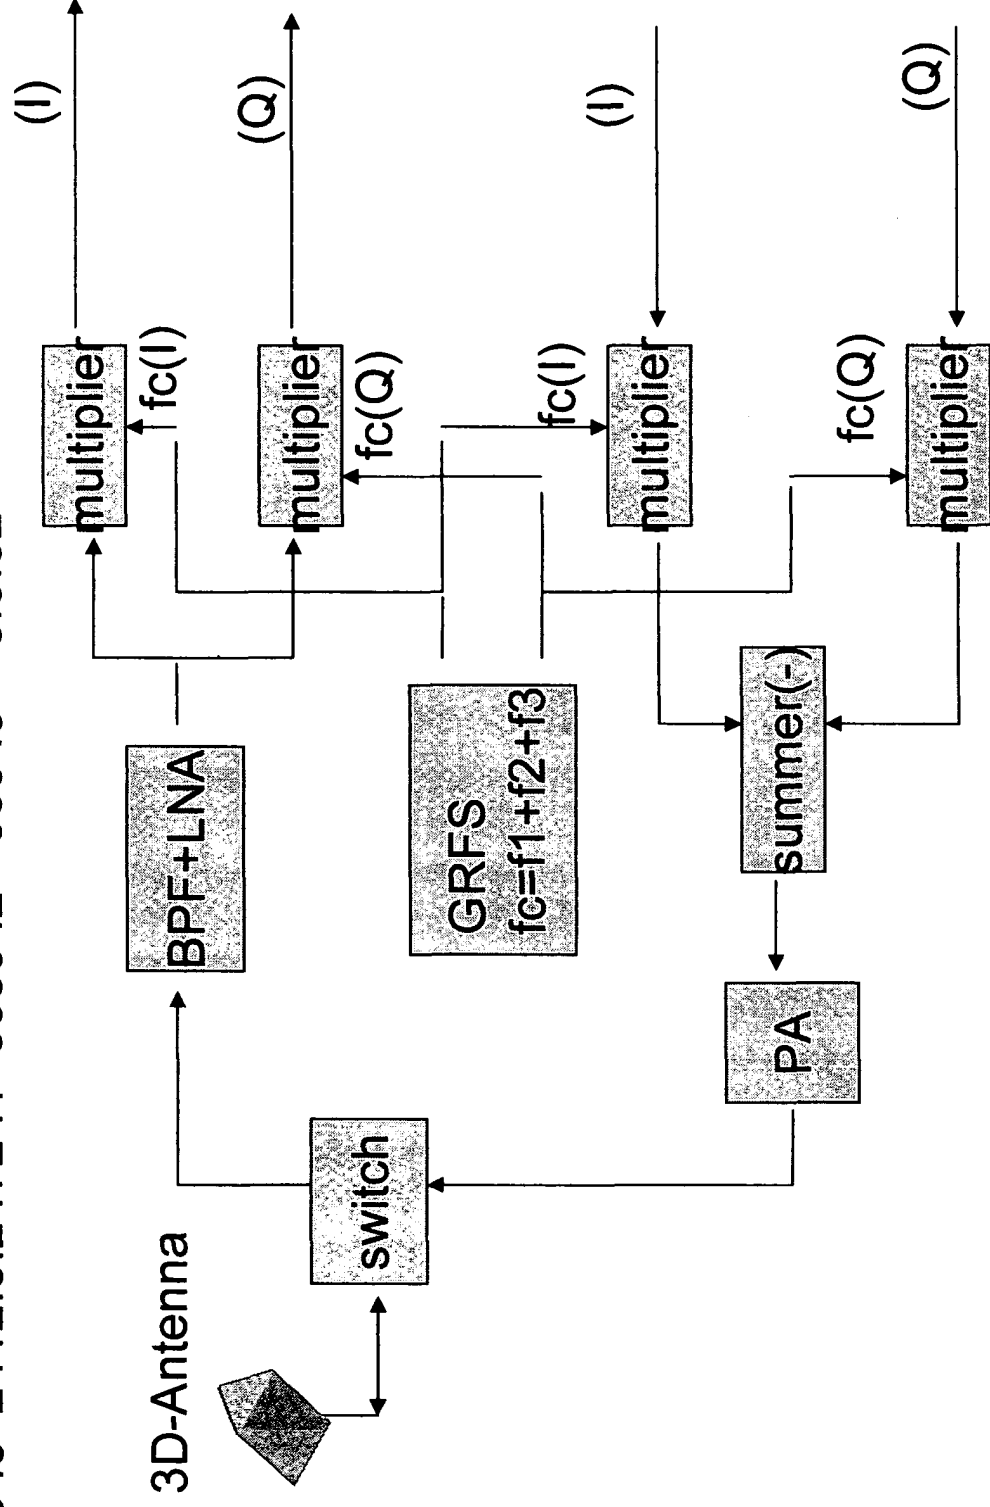 3D-Antenna
switch
BPF+LNA
GRFS
fc=f1+f2+f3
PA
summer(-)
multiplier
fc(I)
(I)
multiplier
fc(Q)
(Q)
multiplier
fc(I)
(I)
multiplier
fc(Q)
(Q)